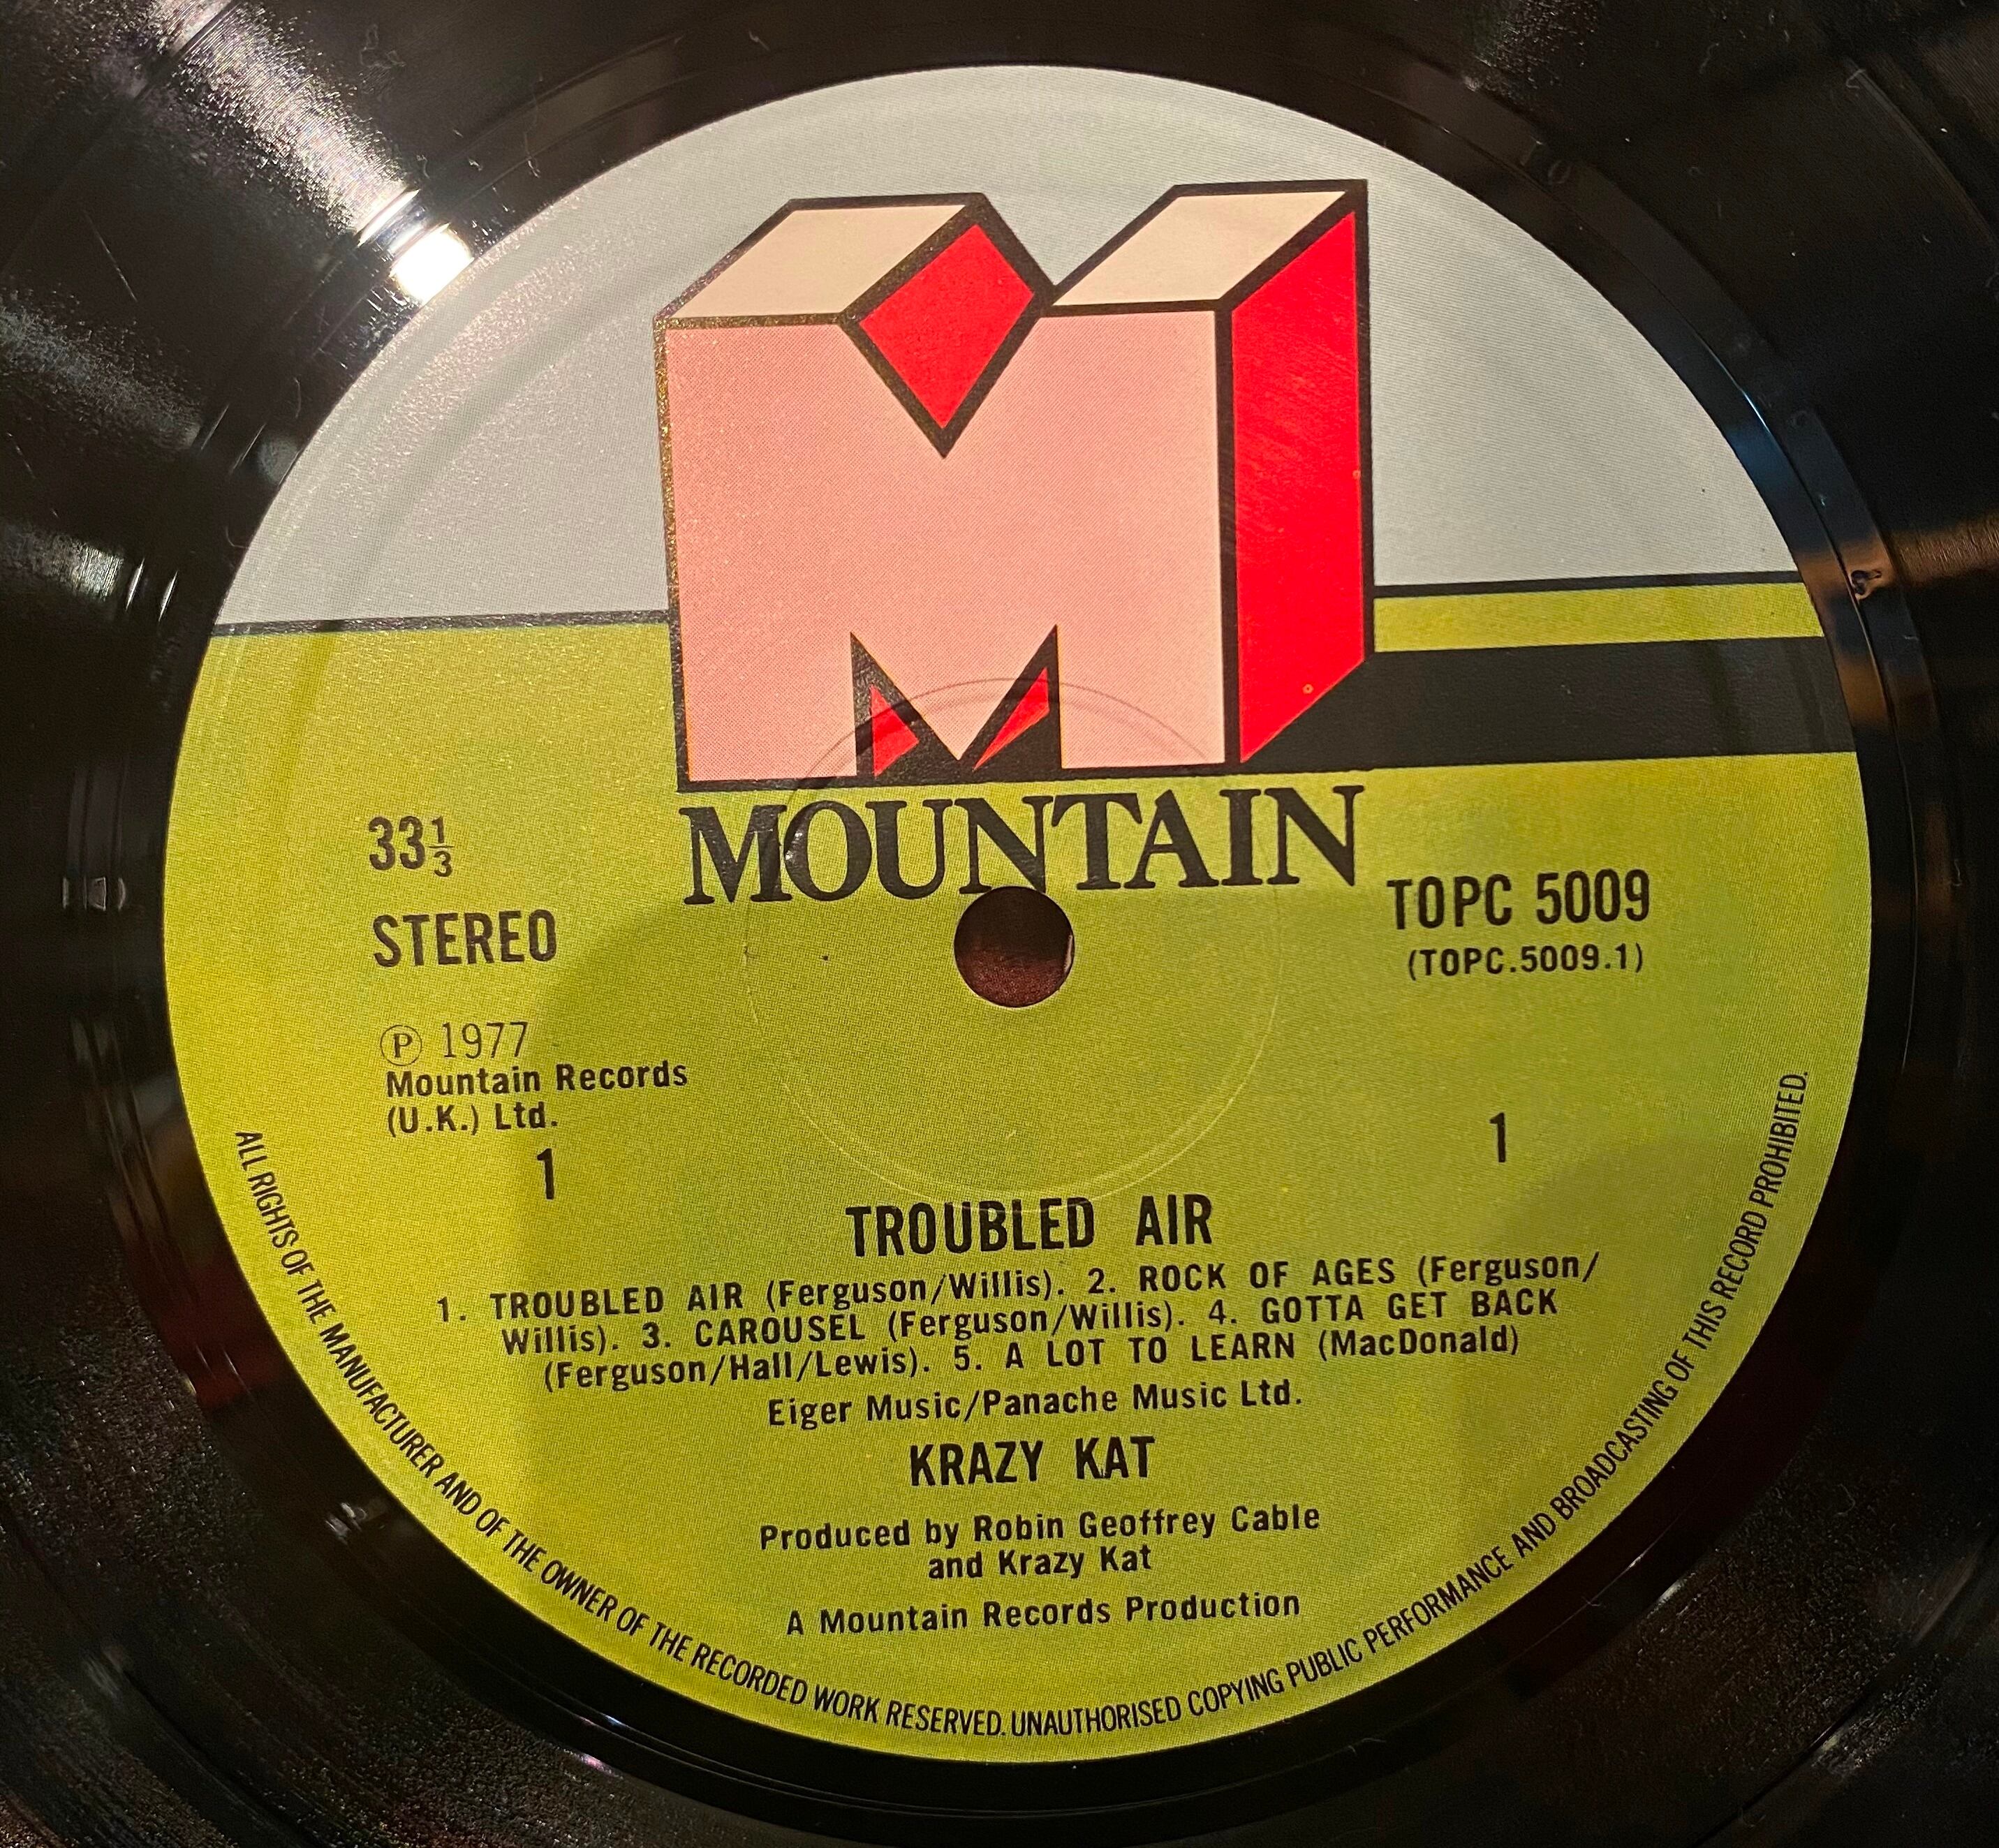 MOUNTAIN
33⅓
STEREO
TOPC 5009
(TOPC.5009.1)
Ⓟ 1977
Mountain Records
(U.K.) Ltd.
1
1
TROUBLED AIR
1. TROUBLED AIR (Ferguson/Willis). 2. ROCK OF AGES (Ferguson/
Willis). 3. CAROUSEL (Ferguson/Willis). 4. GOTTA GET BACK
(Ferguson/Hall/Lewis). 5. A LOT TO LEARN (MacDonald)
Eiger Music/Panache Music Ltd.
KRAZY KAT
Produced by Robin Geoffrey Cable
and Krazy Kat
A Mountain Records Production
ALL RIGHTS OF THE MANUFACTURER AND OF THE OWNER OF THE RECORDED WORK RESERVED. UNAUTHORISED COPYING PUBLIC PERFORMANCE AND BROADCASTING OF THIS RECORD PROHIBITED.